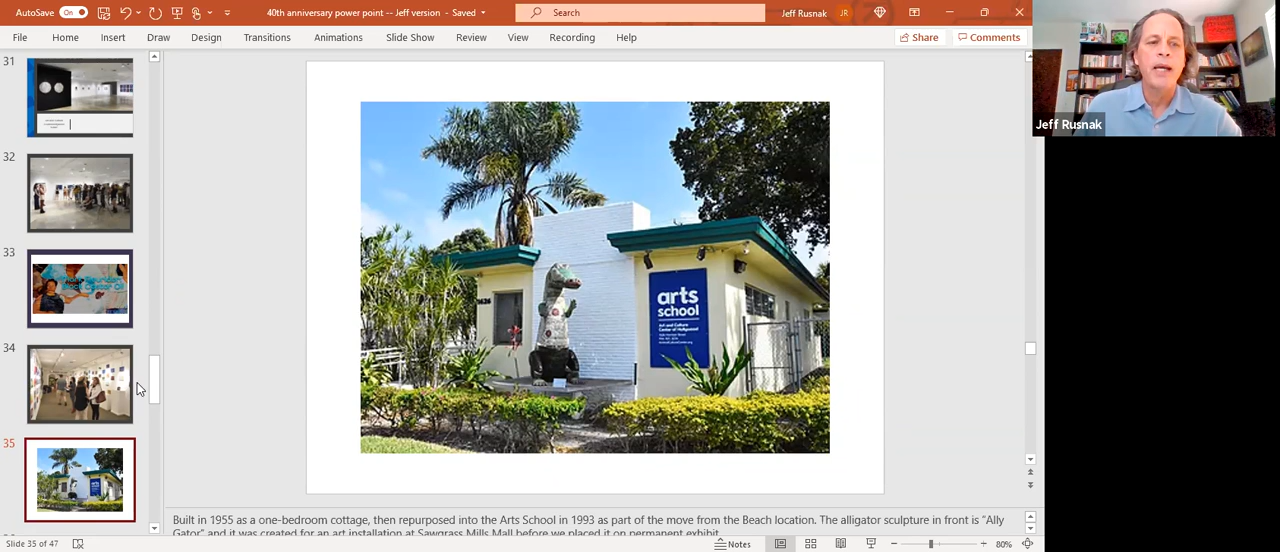 AutoSave On
40th anniversary power point -- Jeff version - Saved
Search
Jeff Rusnak JR
File Home Insert Draw Design Transitions Animations Slide Show Review View Recording Help
Share Comments
Jeff Rusnak
31
32
33
34
35
1626
arts
school
Art and Culture
Center of Hollywood
Built in 1955 as a one-bedroom cottage, then repurposed into the Arts School in 1993 as part of the move from the Beach location. The alligator sculpture in front is "Ally
Gator" and it was created for an art installation at Sawgrass Mills Mall before we placed it on permanent exhibit.
Slide 35 of 47
Notes
80%